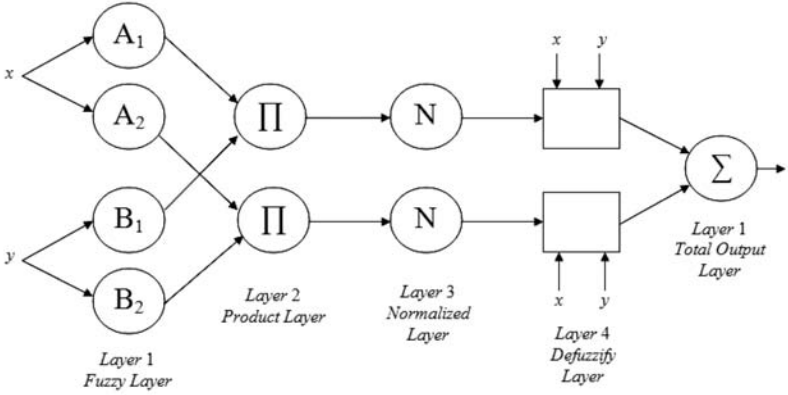 x
y
A1
A2
B1
B2
∏
∏
N
N
x y
x y
∑
Layer 1
Fuzzy Layer
Layer 2
Product Layer
Layer 3
Normalized
Layer
Layer 4
Defuzzify
Layer
Layer 1
Total Output
Layer